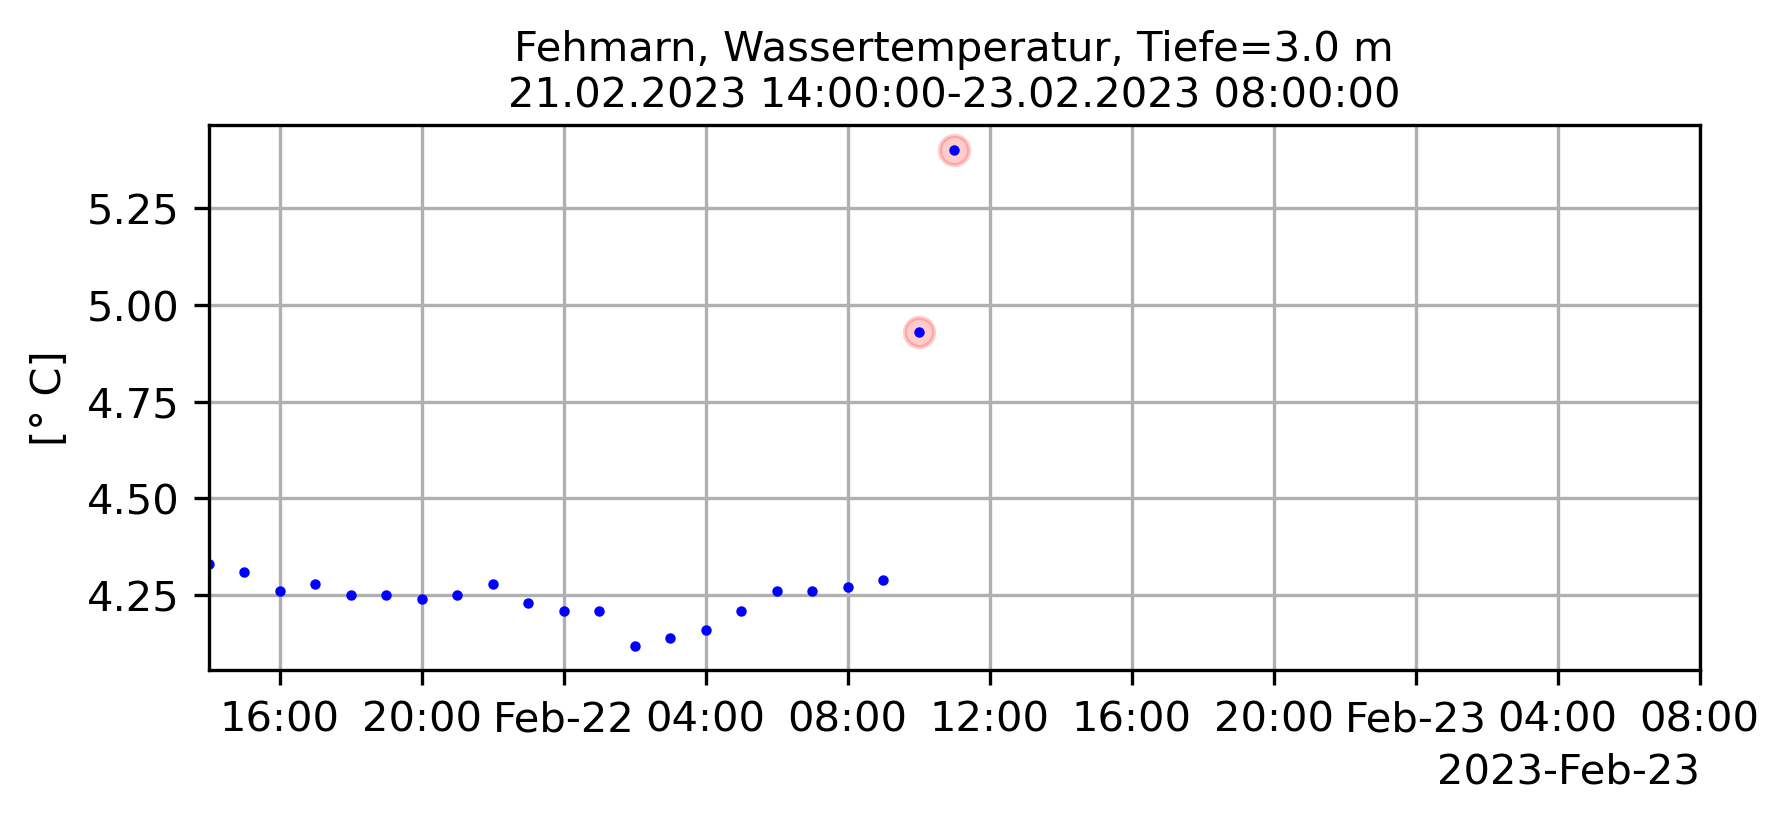 Fehmarn, Wassertemperatur, Tiefe=3.0 m
21.02.2023 14:00:00-23.02.2023 08:00:00
5.25
5.00
4.75
4.50
4.25
[° C]
16:00 20:00 Feb-22 04:00 08:00 12:00 16:00 20:00 Feb-23 04:00 08:00
2023-Feb-23